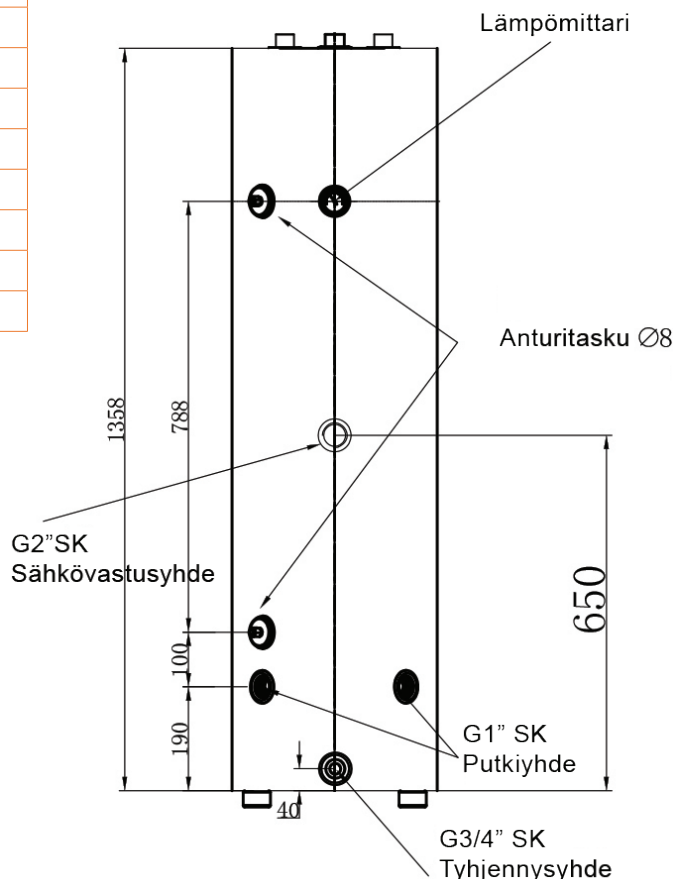 Lämpömittari
Anturitasku ∅8
1358
788
G2”SK
Sähkövastusyhde
650
100
190
G1” SK
Putkiyhde
40
G3/4” SK
Tyhjennysyhde